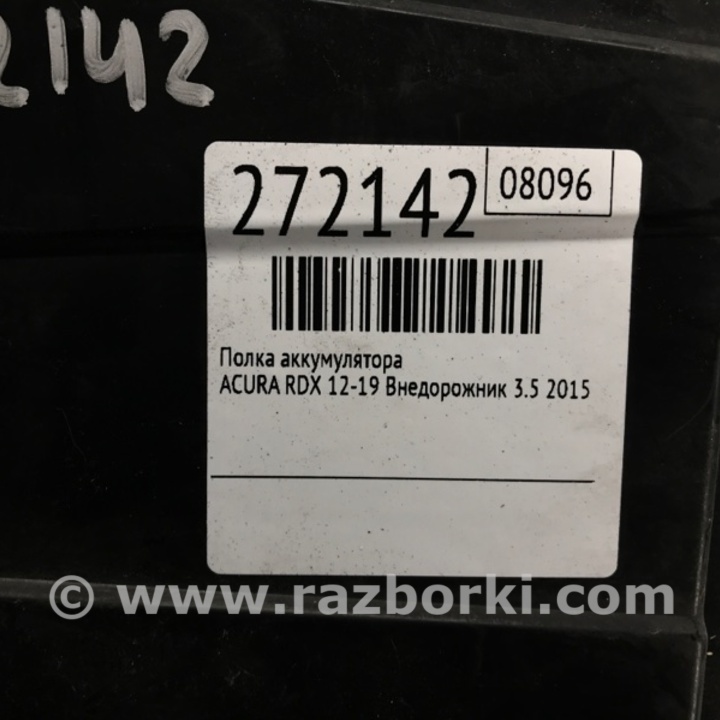 2142
272142
08096
Полка аккумулятора
ACURA RDX 12-19 Внедорожник 3.5 2015
© www.razborki.com